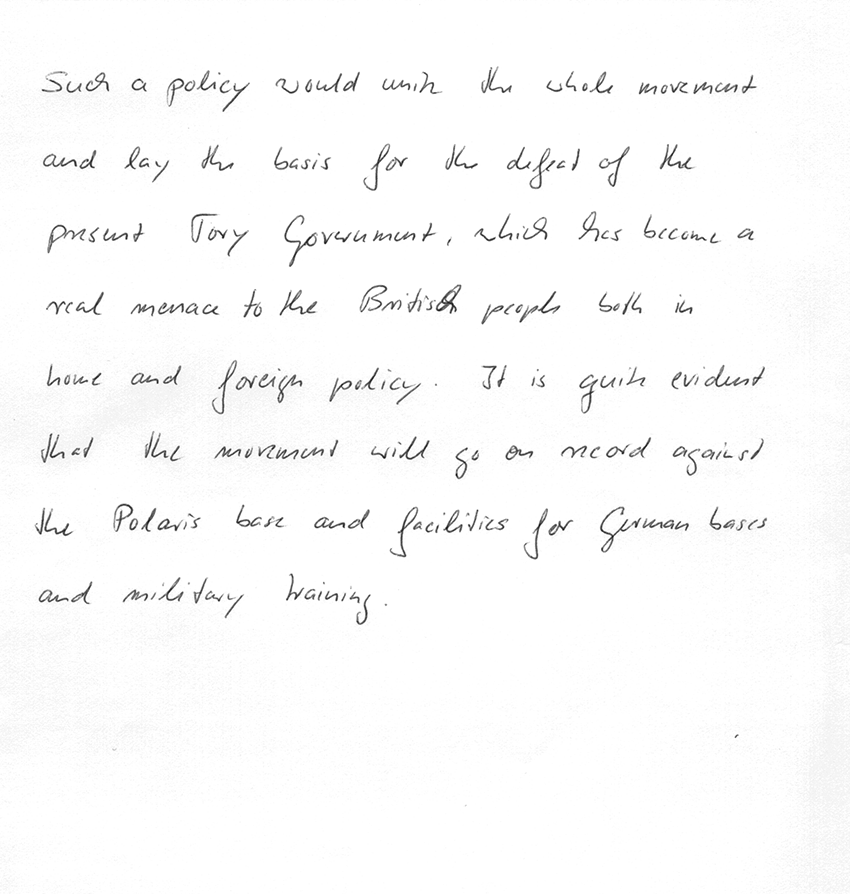 Such a policy would unite the whole movement
and lay the basis for the defeat of the
present Tory Government, which has become a
real menace to the British people both in
home and foreign policy. It is quite evident
that the movement will go on record against
the Polaris base and facilities for German bases
and military training.